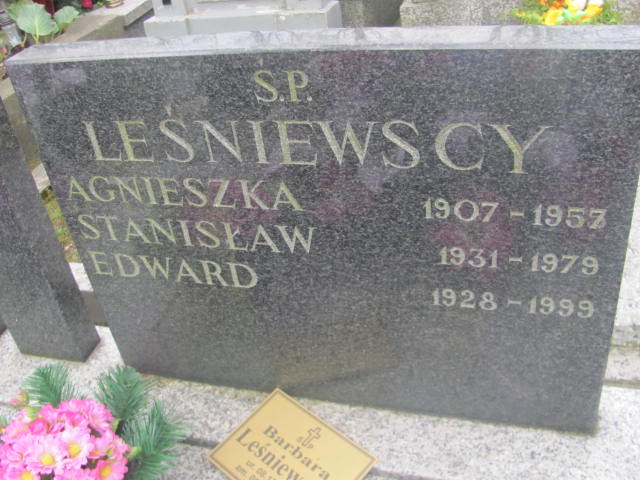 Ś.P.
LEŚNIEWSCY
AGNIESZKA 1907 - 1957
STANISŁAW 1931 - 1979
EDWARD 1928 - 1999
Ś P
Barbara